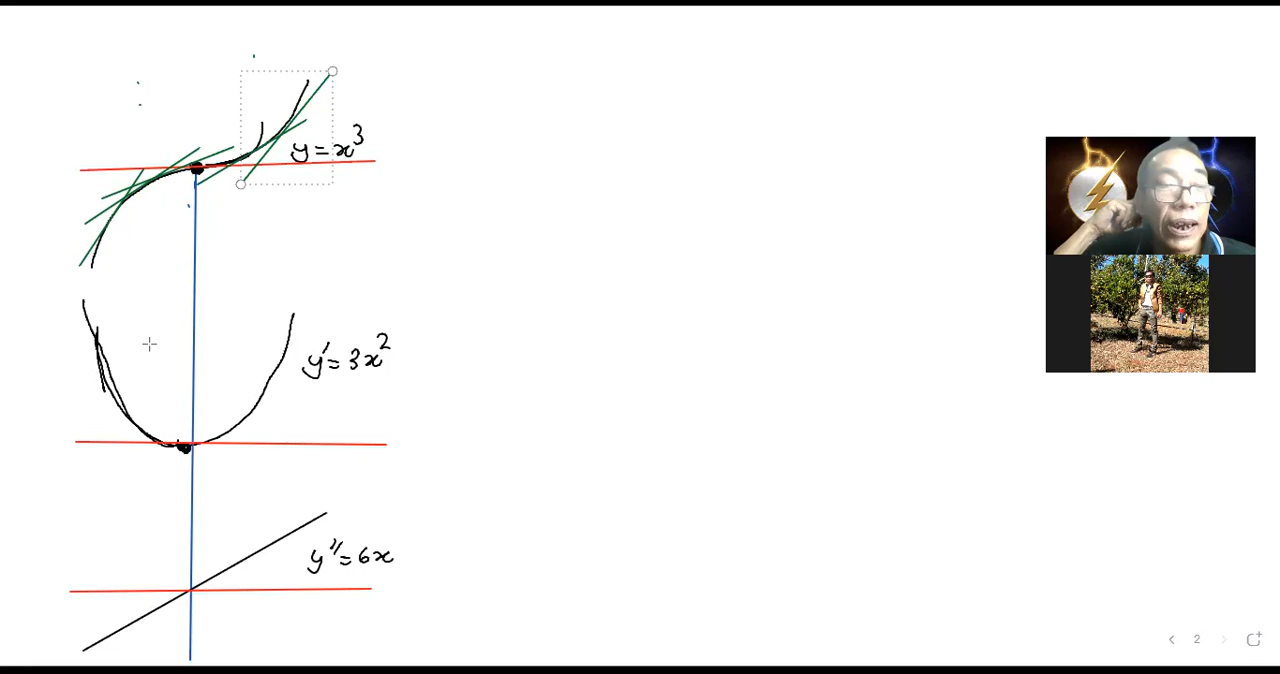 y = x³
y' = 3x²
y'' = 6x
2